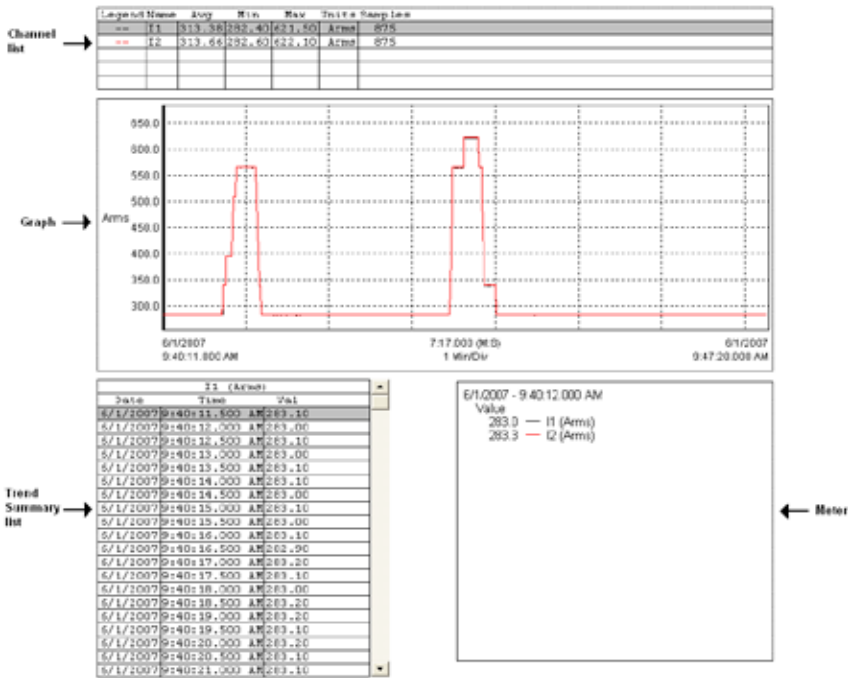 Legend Name Avg Min Max Units Samples
-- I1 313.38 282.40 621.50 Arms 875
-- I2 313.66 282.60 622.10 Arms 875
Channel
list
650.0
600.0
550.0
500.0
Arms
450.0
400.0
350.0
300.0
Graph
6/1/2007 7:17.000 (M:S) 6/1/2007
9:40:11.000 AM 1 Min/Div 9:47:20.000 AM
I1 (Arms)
Date Time Val
6/1/2007 9:40:11.500 AM 283.10
6/1/2007 9:40:12.000 AM 283.00
6/1/2007 9:40:12.500 AM 283.10
6/1/2007 9:40:13.000 AM 283.00
6/1/2007 9:40:13.500 AM 283.10
6/1/2007 9:40:14.000 AM 283.10
6/1/2007 9:40:14.500 AM 283.00
6/1/2007 9:40:15.000 AM 283.10
6/1/2007 9:40:15.500 AM 283.00
6/1/2007 9:40:16.000 AM 283.10
6/1/2007 9:40:16.500 AM 282.90
6/1/2007 9:40:17.000 AM 283.20
6/1/2007 9:40:17.500 AM 283.10
6/1/2007 9:40:18.000 AM 283.00
6/1/2007 9:40:18.500 AM 283.20
6/1/2007 9:40:19.000 AM 283.20
6/1/2007 9:40:19.500 AM 283.10
6/1/2007 9:40:20.000 AM 283.20
6/1/2007 9:40:20.500 AM 283.10
6/1/2007 9:40:21.000 AM 283.10
Trend
Summary
list
6/1/2007 - 9:40:12.000 AM
Value
283.0 — I1 (Arms)
283.3 — I2 (Arms)
Meter